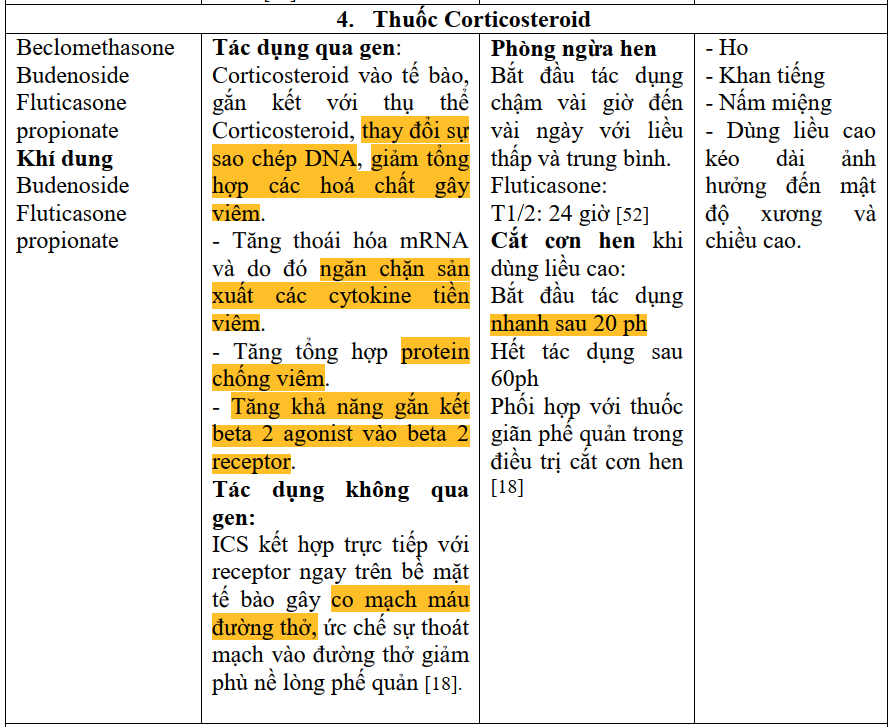 4. Thuốc Corticosteroid
Beclomethasone
Budenoside
Fluticasone
propionate
Khí dung
Budenoside
Fluticasone
propionate
Tác dụng qua gen:
Corticosteroid vào tế bào,
gắn kết với thụ thể
Corticosteroid, thay đổi sự
sao chép DNA, giảm tổng
hợp các hoá chất gây
viêm.
- Tăng thoái hóa mRNA
và do đó ngăn chặn sản
xuất các cytokine tiền
viêm.
- Tăng tổng hợp protein
chống viêm.
- Tăng khả năng gắn kết
beta 2 agonist vào beta 2
receptor.
Tác dụng không qua
gen:
ICS kết hợp trực tiếp với
receptor ngay trên bề mặt
tế bào gây co mạch máu
đường thở, ức chế sự thoát
mạch vào đường thở giảm
phù nề lòng phế quản [18].
Phòng ngừa hen
Bắt đầu tác dụng
chậm vài giờ đến
vài ngày với liều
thấp và trung bình.
Fluticasone:
T1/2: 24 giờ [52]
Cắt cơn hen khi
dùng liều cao:
Bắt đầu tác dụng
nhanh sau 20 ph
Hết tác dụng sau
60ph
Phối hợp với thuốc
giãn phế quản trong
điều trị cắt cơn hen
[18]
- Ho
- Khan tiếng
- Nấm miệng
- Dùng liều cao
kéo dài ảnh
hưởng đến mật
độ xương và
chiều cao.